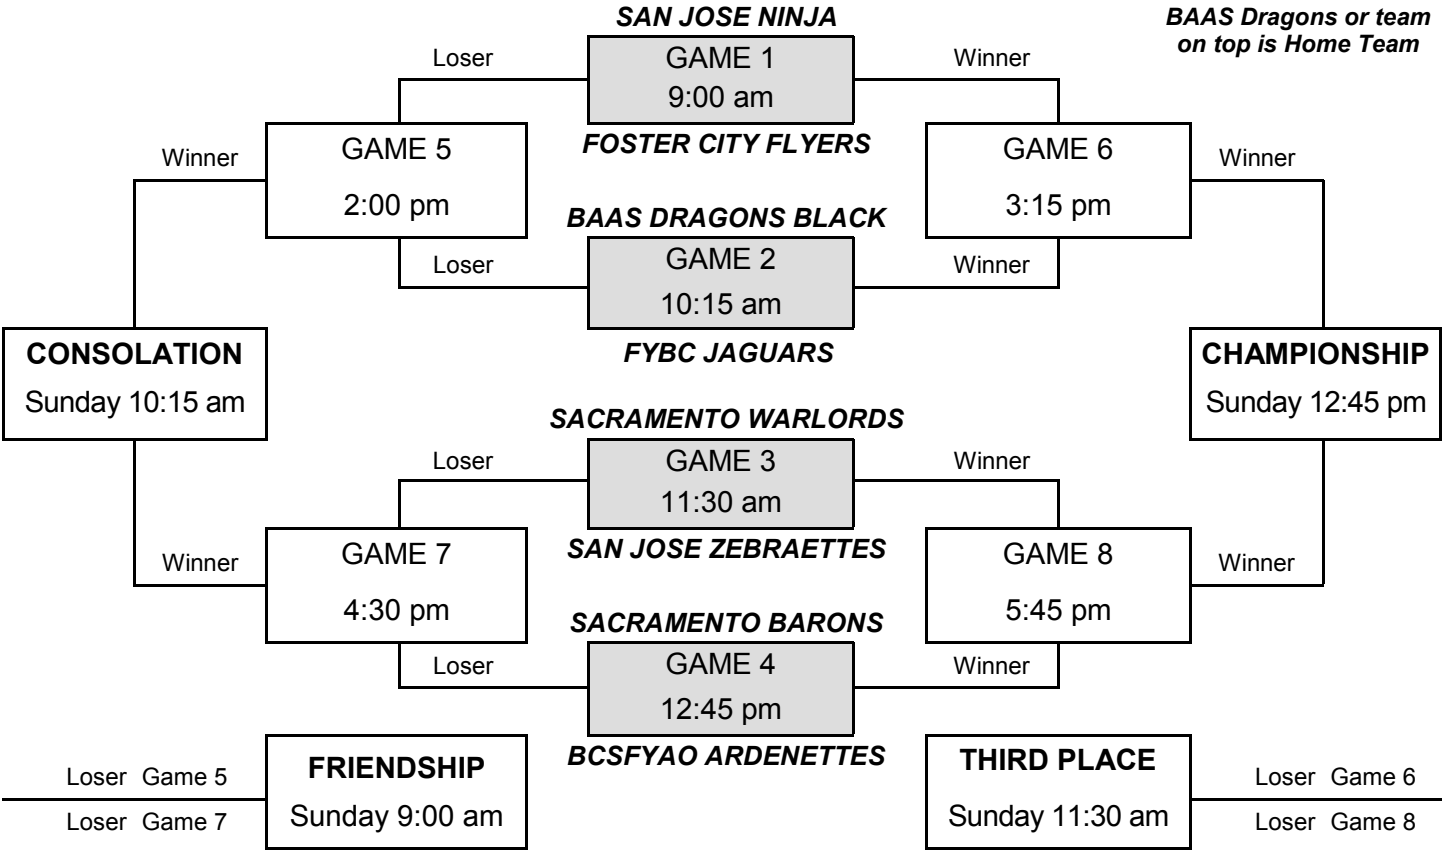 SAN JOSE NINJA
BAAS Dragons or team
on top is Home Team
Loser
GAME 1
Winner
9:00 am
GAME 5
FOSTER CITY FLYERS
GAME 6
Winner
Winner
2:00 pm
3:15 pm
BAAS DRAGONS BLACK
Loser
GAME 2
Winner
10:15 am
CONSOLATION
FYBC JAGUARS
CHAMPIONSHIP
Sunday 10:15 am
Sunday 12:45 pm
SACRAMENTO WARLORDS
Loser
GAME 3
Winner
11:30 am
GAME 7
SAN JOSE ZEBRAETTES
GAME 8
Winner
Winner
4:30 pm
5:45 pm
SACRAMENTO BARONS
Loser
GAME 4
Winner
12:45 pm
BCSFYAO ARDENETTES
Loser Game 5
FRIENDSHIP
THIRD PLACE
Loser Game 6
Loser Game 7
Sunday 9:00 am
Sunday 11:30 am
Loser Game 8